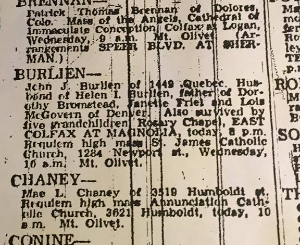 BRENNAN—
Patrick Thomas Brennan of Dolores,
Colo. Mass of the Angels, Cathedral of
Immaculate Conception, Colfax at Logan,
Wednesday, 9 a.m. Mt. Olivet. (Ar-
rangements SPEER BLVD. AT SHER-
MAN.)
BURLIEN—
John J. Burlien of 1449 Quebec. Hus-
band of Helen I. Burlien, father of Dor-
othy Bromstead, Janette Friel and Lois
McGovern of Denver. Also survived by
five grandchildren. Rosary Chapel, EAST
COLFAX AT MAGNOLIA, today, 8 p.m.
Requiem high mass St. James Catholic
Church, 1284 Newport st., Wednesday,
10 a.m. Mt. Olivet.
CHANEY—
Mae L. Chaney of 3519 Humboldt st.
Requiem high mass Annunciation Cath-
olic Church, 3621 Humboldt, today, 10
a.m. Mt. Olivet.
CONINE—